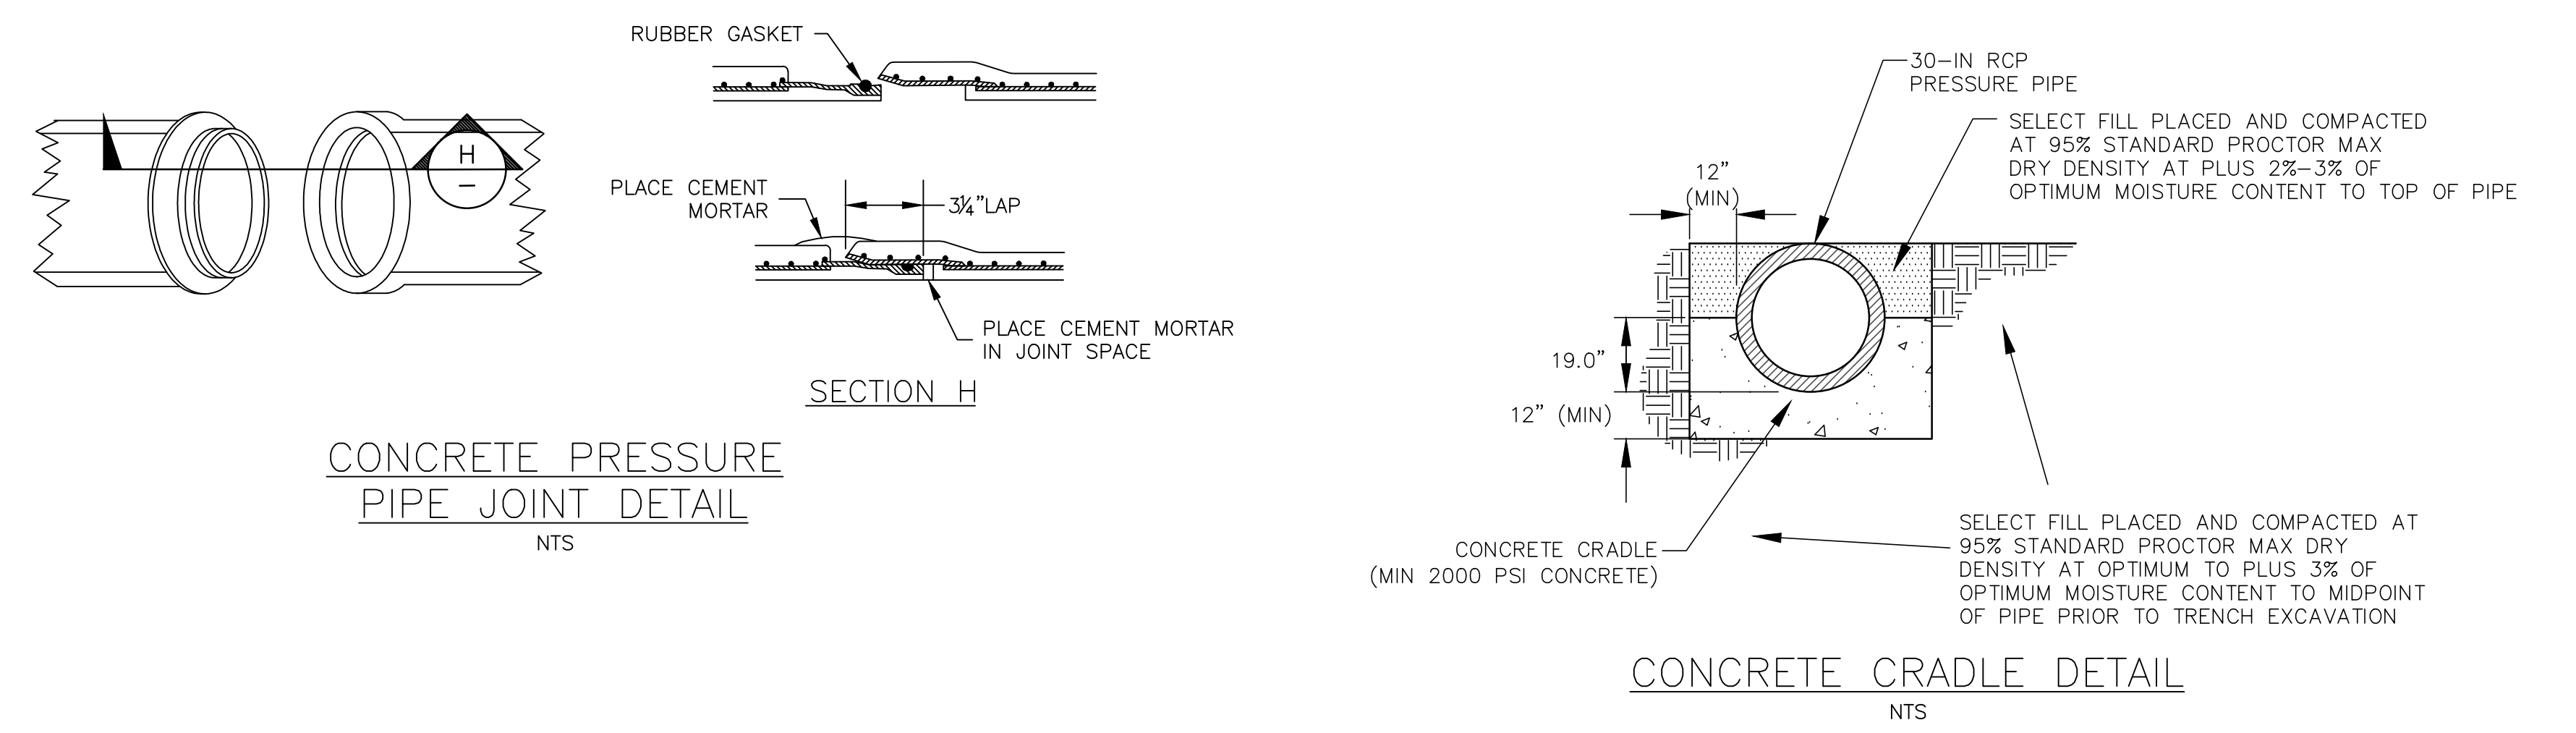 RUBBER GASKET
H
–
PLACE CEMENT
MORTAR
3¼"LAP
PLACE CEMENT MORTAR
IN JOINT SPACE
SECTION H
CONCRETE PRESSURE
PIPE JOINT DETAIL
NTS
30-IN RCP
PRESSURE PIPE
SELECT FILL PLACED AND COMPACTED
AT 95% STANDARD PROCTOR MAX
DRY DENSITY AT PLUS 2%-3% OF
OPTIMUM MOISTURE CONTENT TO TOP OF PIPE
12"
(MIN)
19.0"
12" (MIN)
CONCRETE CRADLE
(MIN 2000 PSI CONCRETE)
SELECT FILL PLACED AND COMPACTED AT
95% STANDARD PROCTOR MAX DRY
DENSITY AT OPTIMUM TO PLUS 3% OF
OPTIMUM MOISTURE CONTENT TO MIDPOINT
OF PIPE PRIOR TO TRENCH EXCAVATION
CONCRETE CRADLE DETAIL
NTS